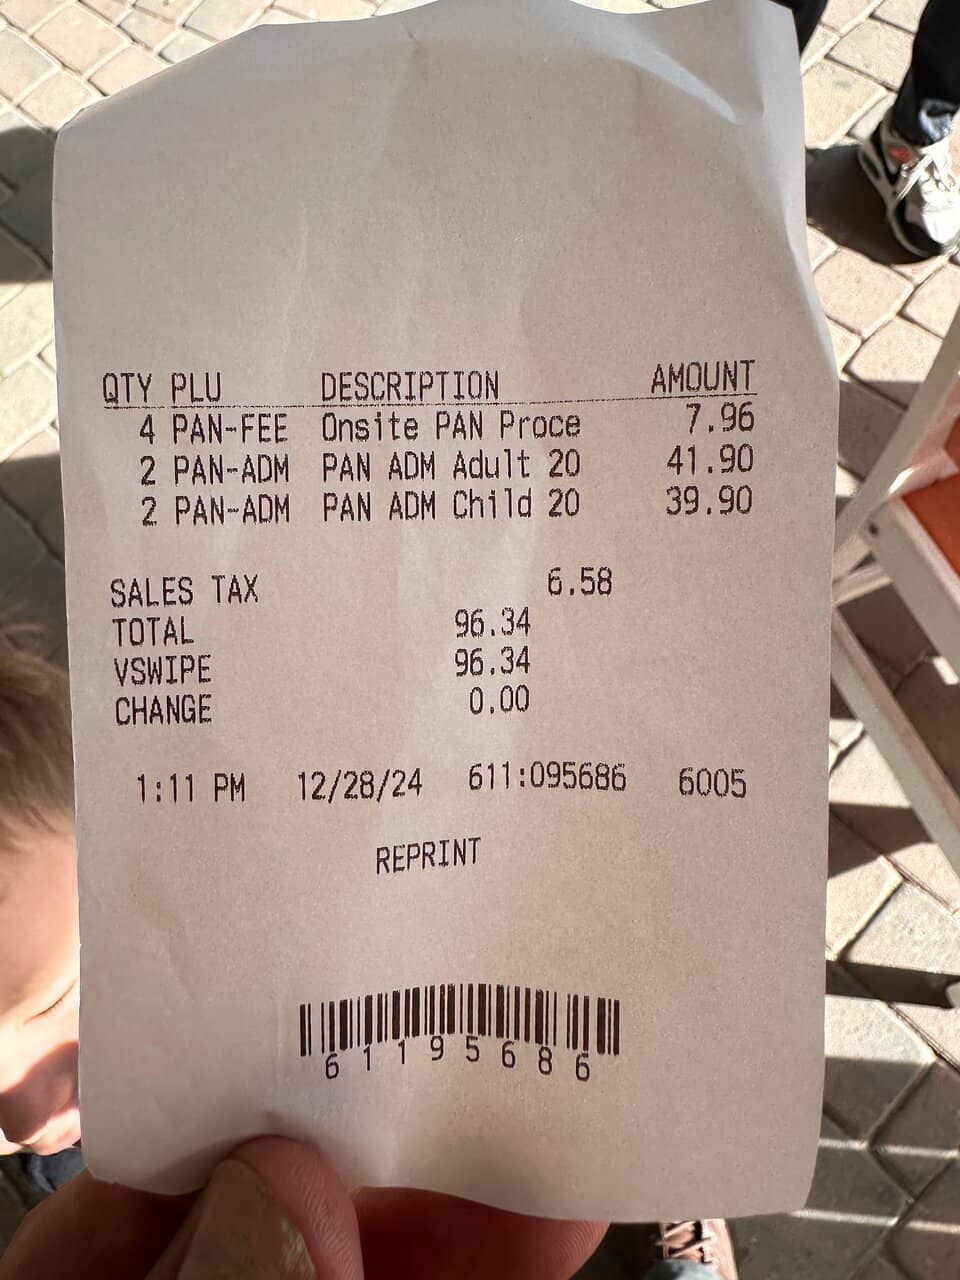 QTY PLU DESCRIPTION AMOUNT
4 PAN-FEE Onsite PAN Proce 7.96
2 PAN-ADM PAN ADM Adult 20 41.90
2 PAN-ADM PAN ADM Child 20 39.90
SALES TAX 6.58
TOTAL 96.34
VSWIPE 96.34
CHANGE 0.00
1:11 PM 12/28/24 611:095686 6005
REPRINT
61195686